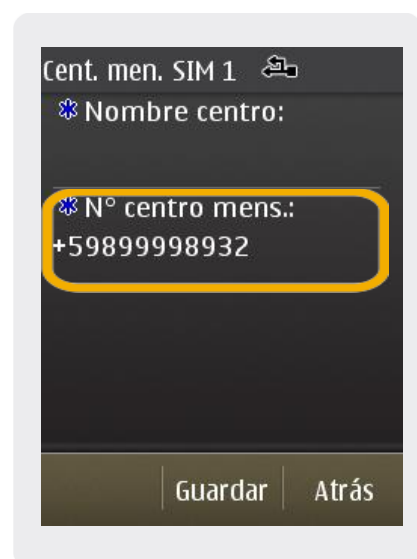 Cent. men. SIM 1
* Nombre centro:
* N° centro mens.:
+59899998932
Guardar
Atrás